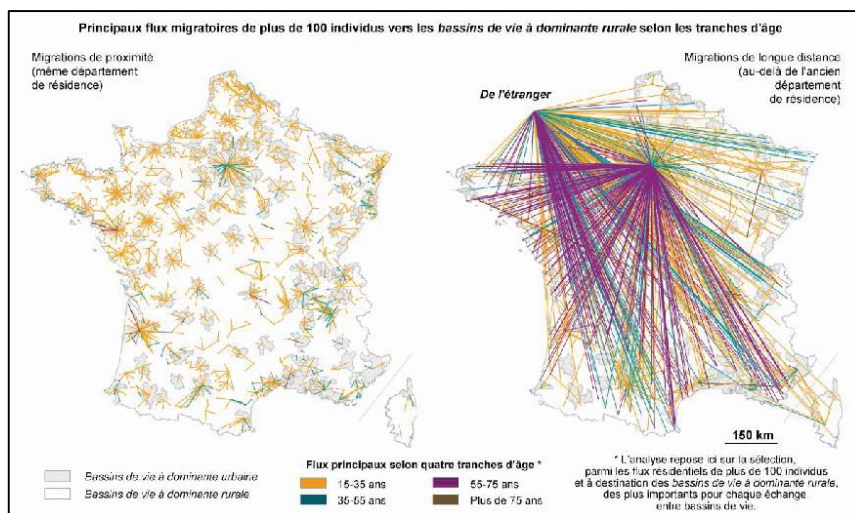 Principaux flux migratoires de plus de 100 individus vers les bassins de vie à dominante rurale selon les tranches d'âge
Migrations de proximité
(même département
de résidence)
Migrations de longue distance
(au-delà de l'ancien
département
de résidence)
De l'étranger
150 km
Bassins de vie à dominante urbaine
Bassins de vie à dominante rurale
Flux principaux selon quatre tranches d'âge *
15-35 ans
35-55 ans
55-75 ans
Plus de 75 ans
* L'analyse repose ici sur la sélection,
parmi les flux résidentiels de plus de 100 individus
et à destination des bassins de vie à dominante rurale,
des plus importants pour chaque échange
entre bassins de vie.